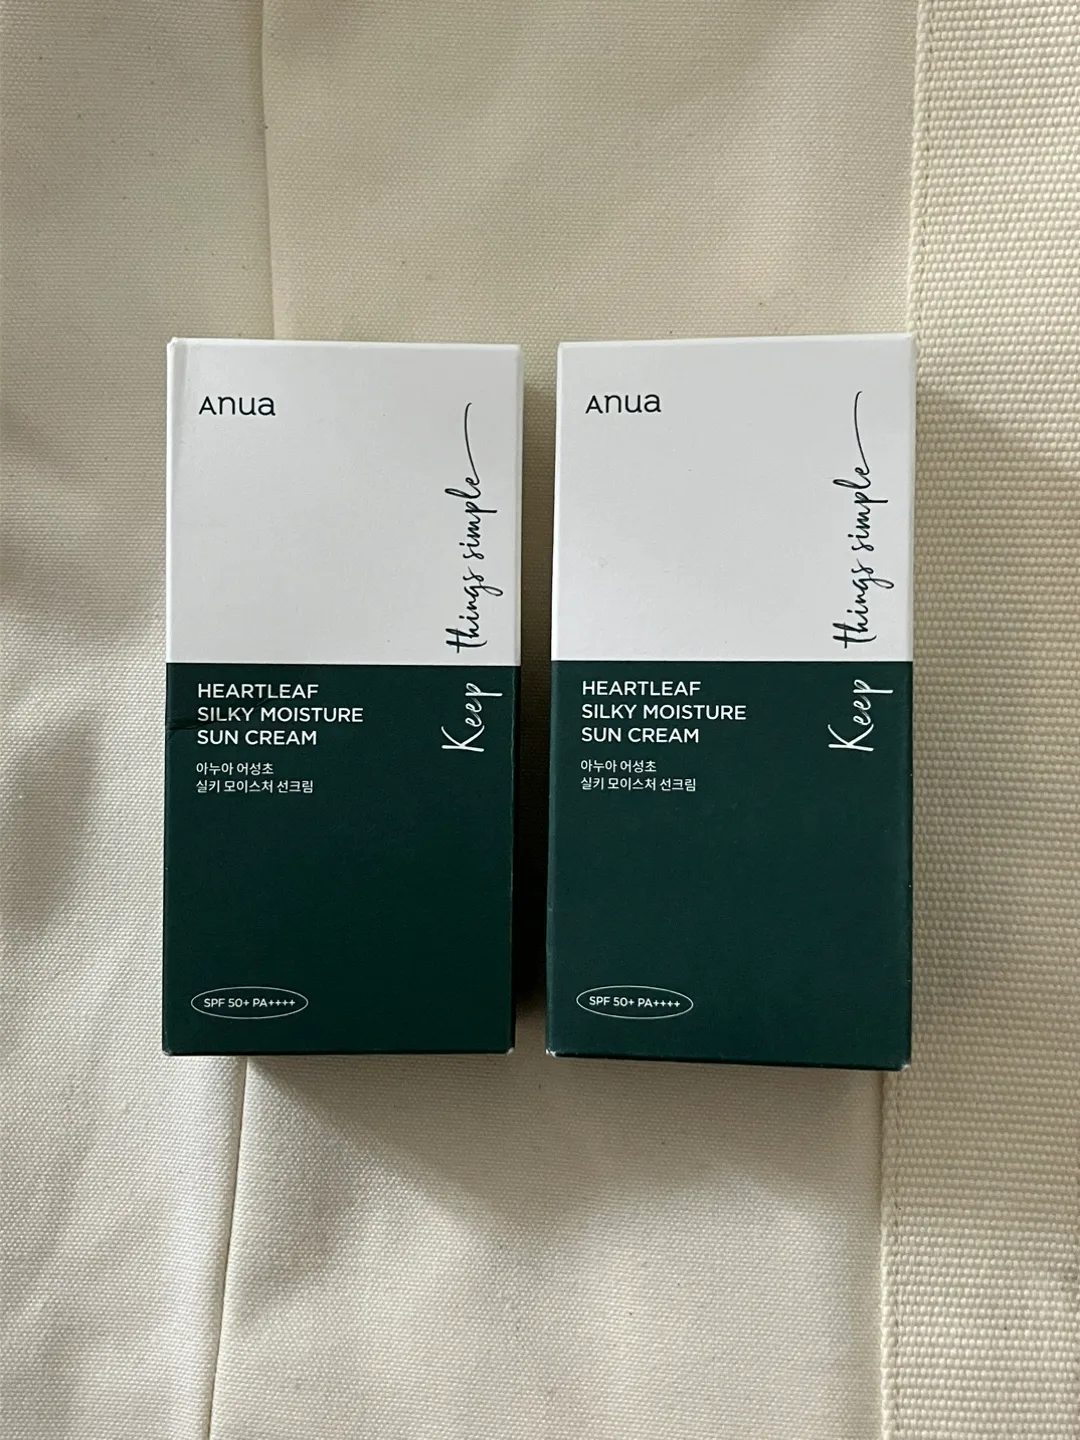 Anua
Keep things simple
HEARTLEAF
SILKY MOISTURE
SUN CREAM
아누아 어성초
실키 모이스처 선크림
SPF 50+ PA++++
Anua
Keep things simple
HEARTLEAF
SILKY MOISTURE
SUN CREAM
아누아 어성초
실키 모이스처 선크림
SPF 50+ PA++++